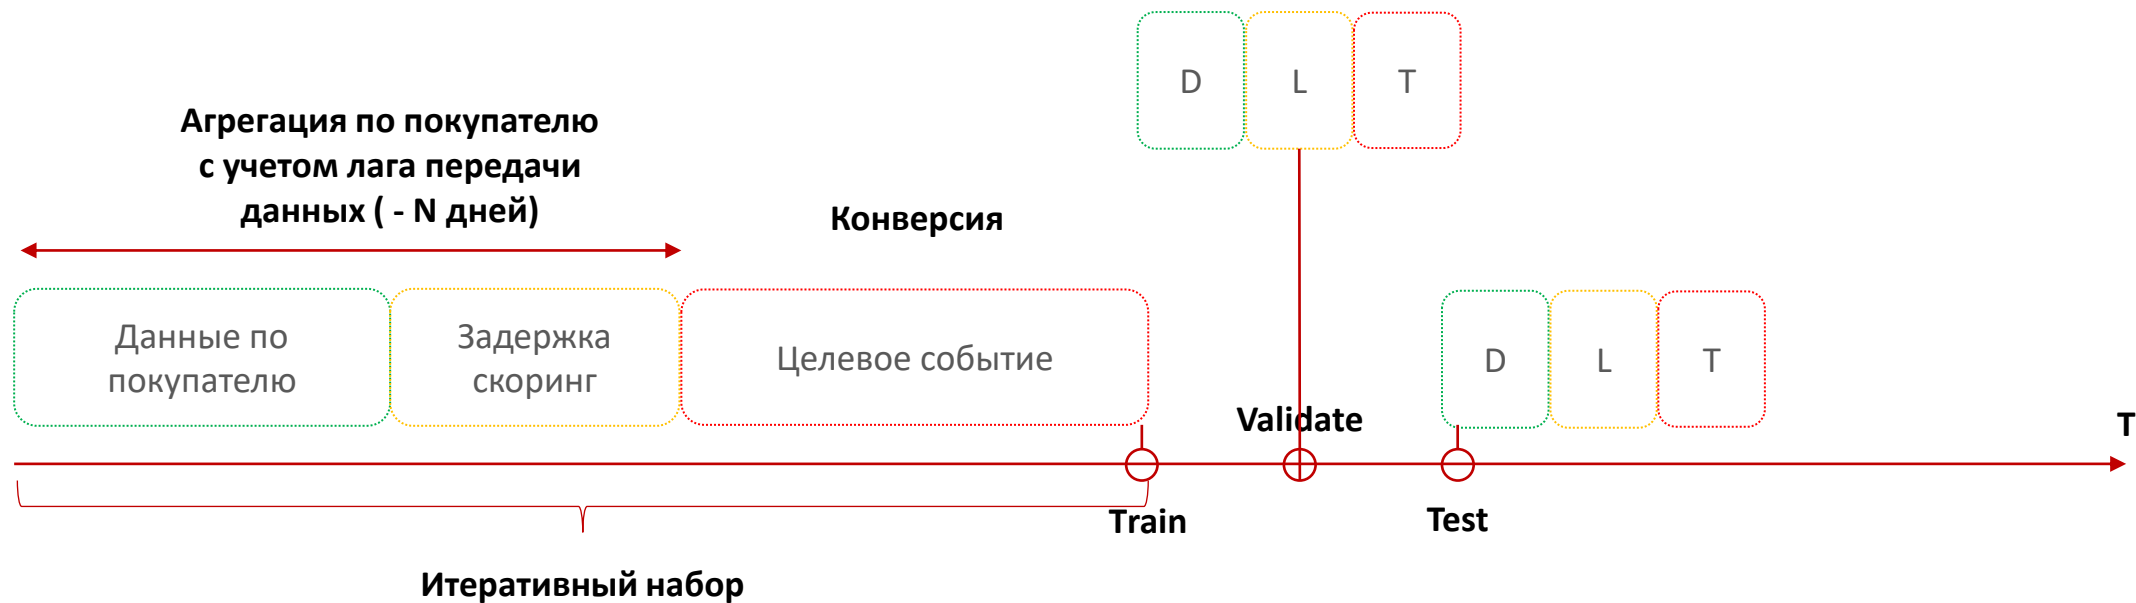 D
L
T
Агрегация по покупателю
с учетом лага передачи
данных ( - N дней)
Конверсия
Данные по
покупателю
Задержка
скоринг
Целевое событие
D
L
T
Validate
T
Train
Test
Итеративный набор